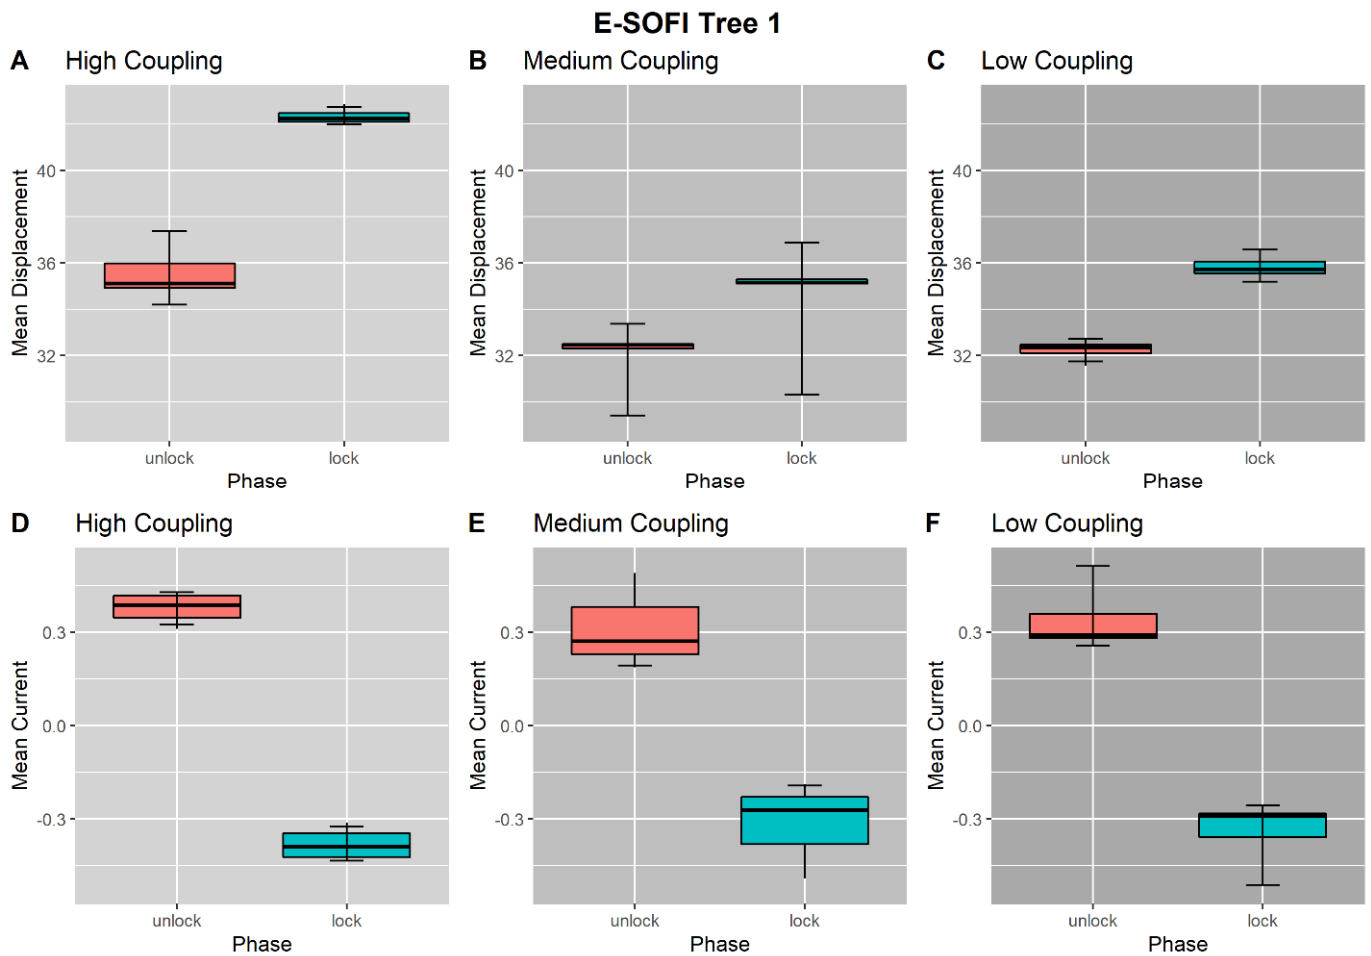 E-SOFI Tree 1
A High Coupling
B Medium Coupling
C Low Coupling
Mean Displacement
40
36
32
unlock lock
Phase
Mean Displacement
40
36
32
unlock lock
Phase
Mean Displacement
40
36
32
unlock lock
Phase
D High Coupling
E Medium Coupling
F Low Coupling
Mean Current
0.3
0.0
-0.3
unlock lock
Phase
Mean Current
0.3
0.0
-0.3
unlock lock
Phase
Mean Current
0.3
0.0
-0.3
unlock lock
Phase